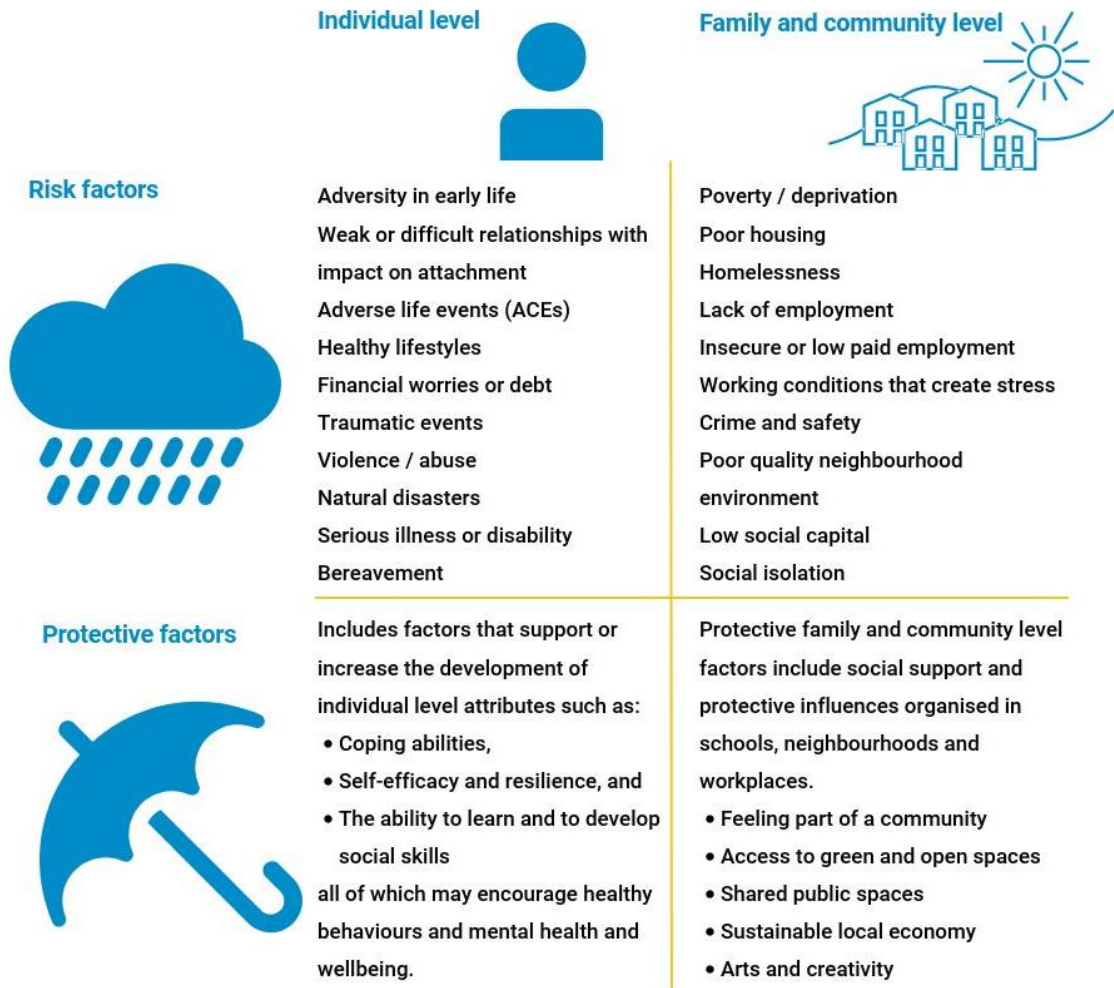 Individual level
Family and community level
Risk factors
Adversity in early life
Weak or difficult relationships with
impact on attachment
Adverse life events (ACEs)
Healthy lifestyles
Financial worries or debt
Traumatic events
Violence / abuse
Natural disasters
Serious illness or disability
Bereavement
Poverty / deprivation
Poor housing
Homelessness
Lack of employment
Insecure or low paid employment
Working conditions that create stress
Crime and safety
Poor quality neighbourhood
environment
Low social capital
Social isolation
Protective factors
Includes factors that support or
increase the development of
individual level attributes such as:
• Coping abilities,
• Self-efficacy and resilience, and
• The ability to learn and to develop
social skills
all of which may encourage healthy
behaviours and mental health and
wellbeing.
Protective family and community level
factors include social support and
protective influences organised in
schools, neighbourhoods and
workplaces.
• Feeling part of a community
• Access to green and open spaces
• Shared public spaces
• Sustainable local economy
• Arts and creativity